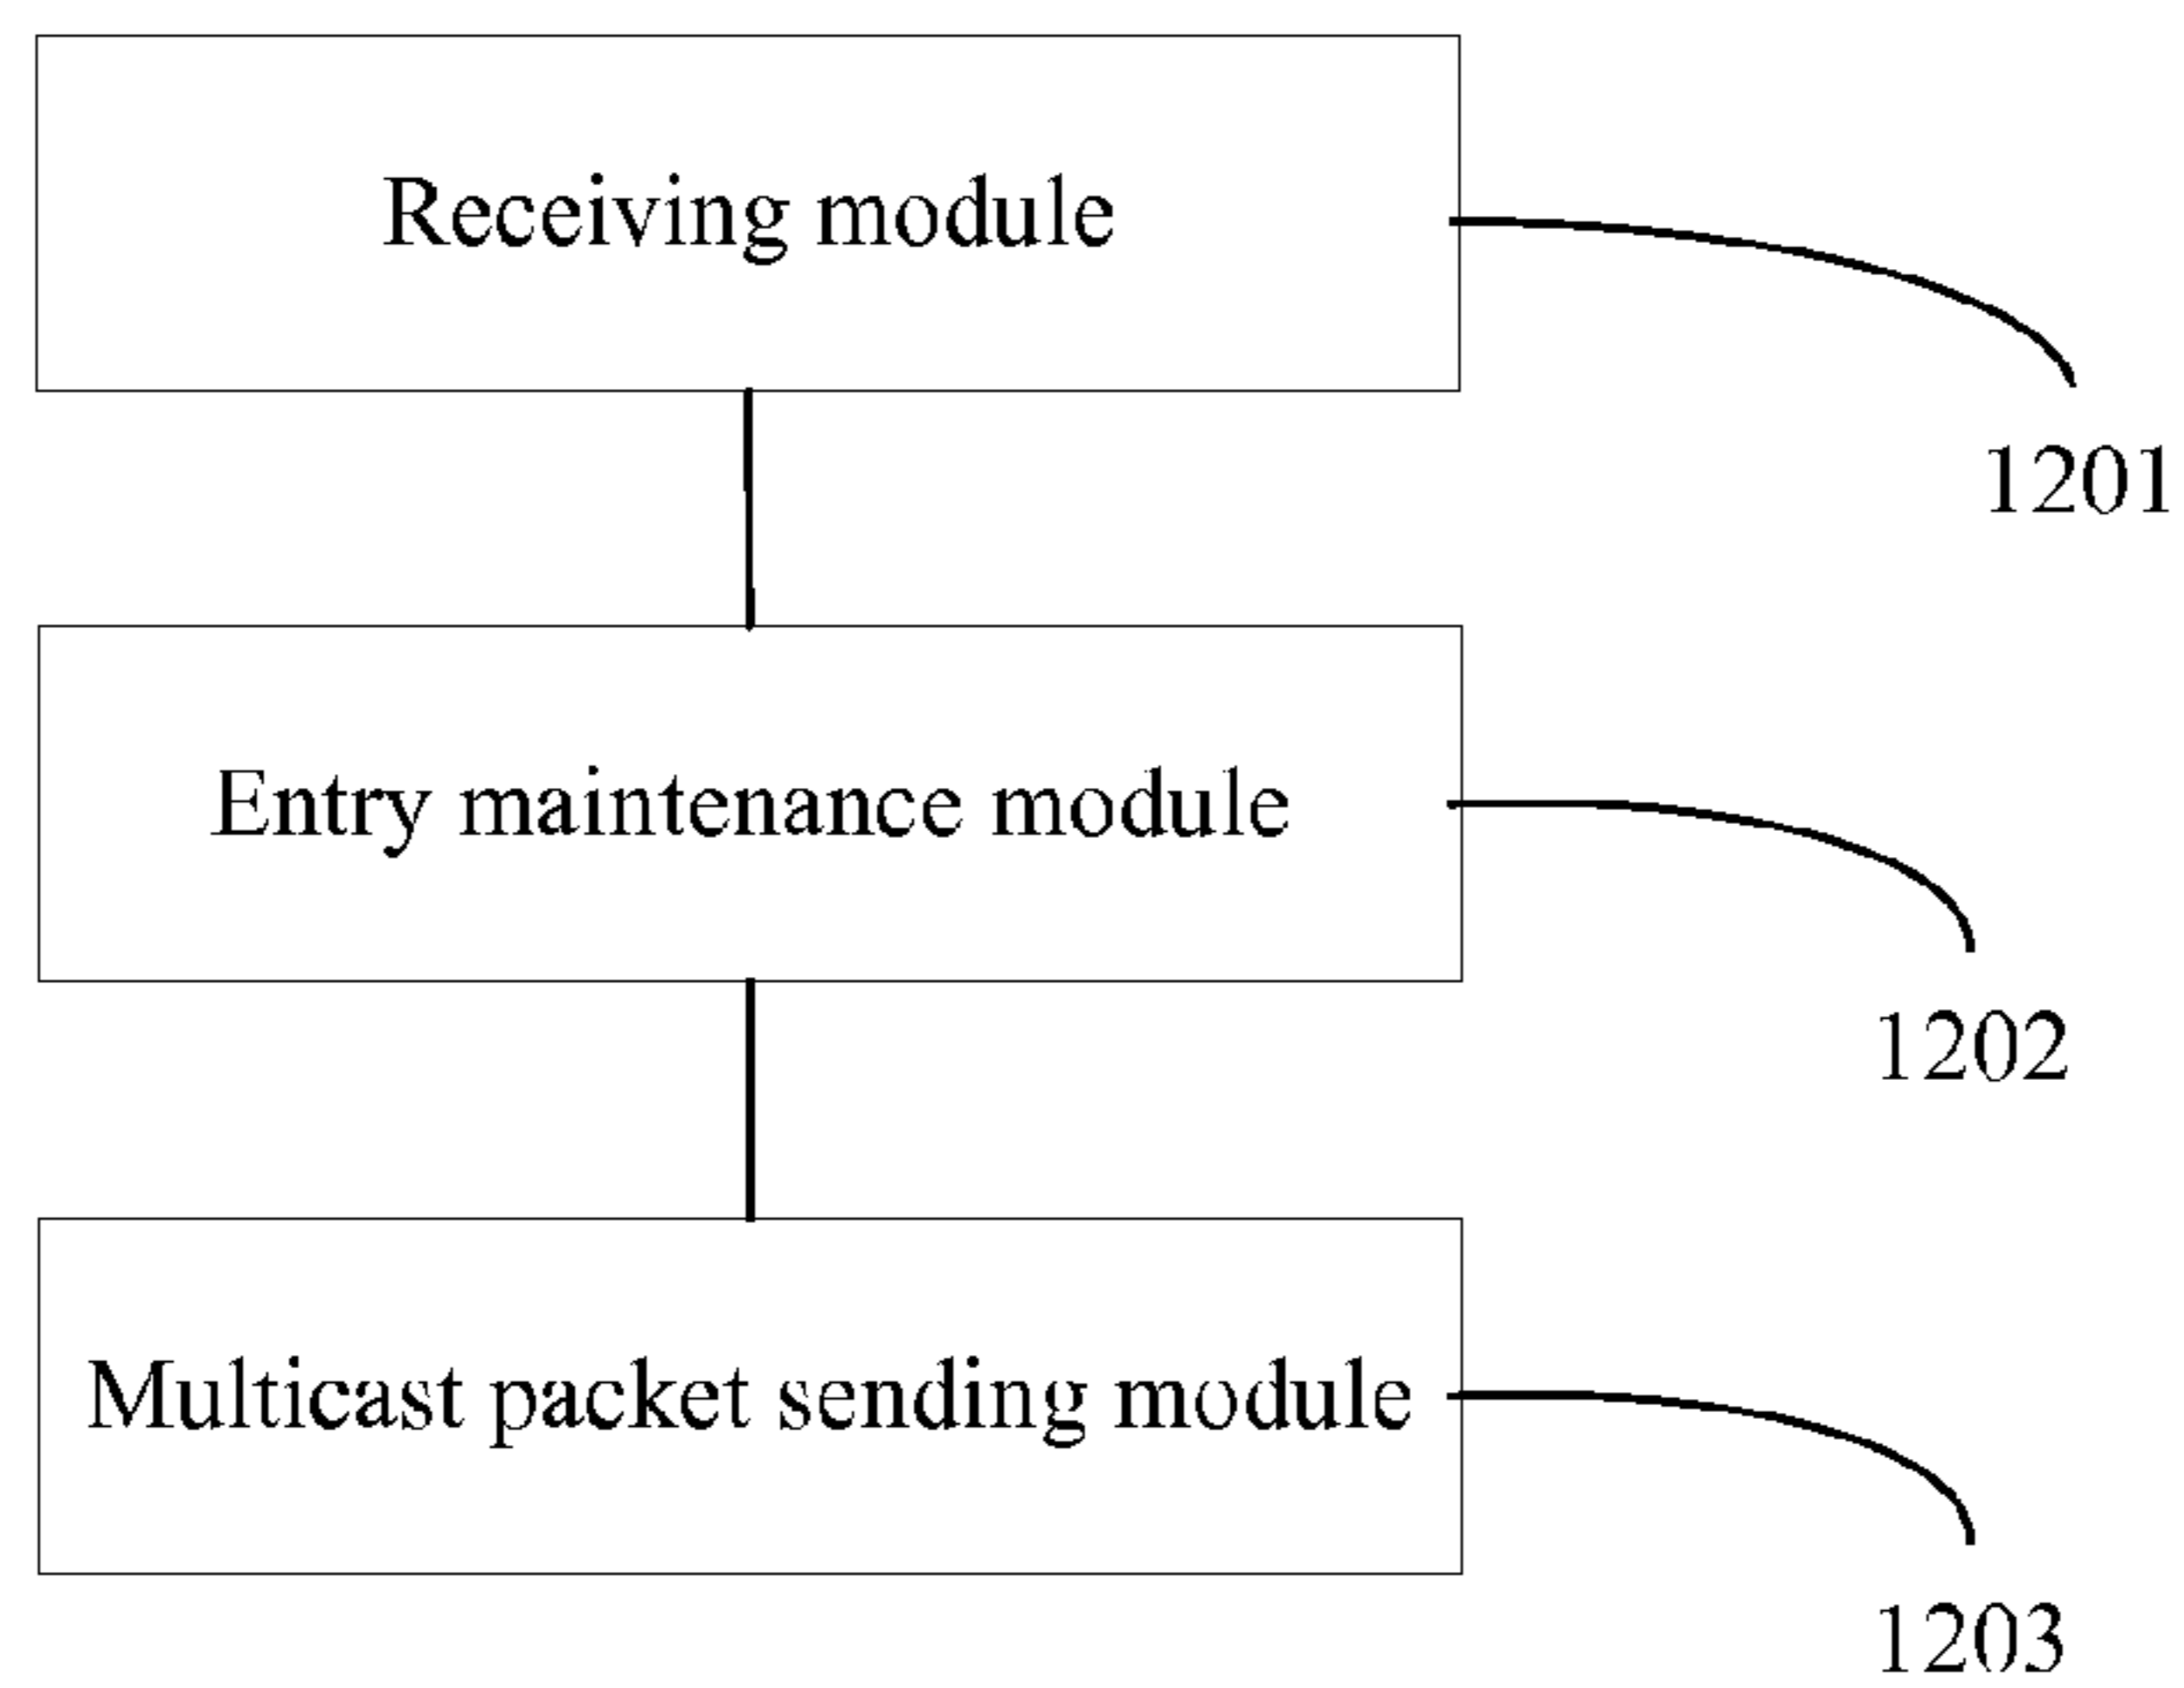 Receiving module
1201
Entry maintenance module
1202
Multicast packet sending module
1203